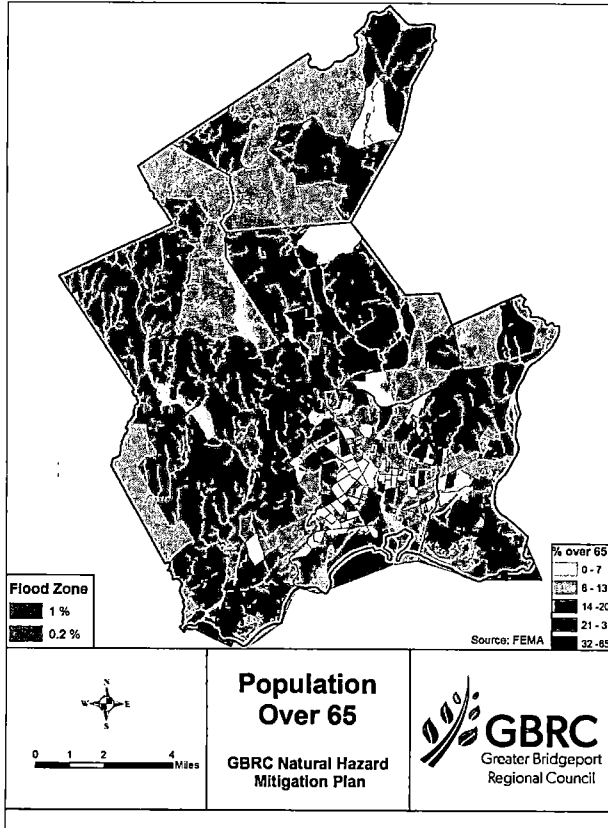 % over 65
0 - 7
6 - 13
14 -20
21 - 3
32 -65
Flood Zone
1 %
0.2 %
Source: FEMA
N
W E
S
0 1 2 4
Miles
Population
Over 65
GBRC Natural Hazard
Mitigation Plan
GBRC
Greater Bridgeport
Regional Council